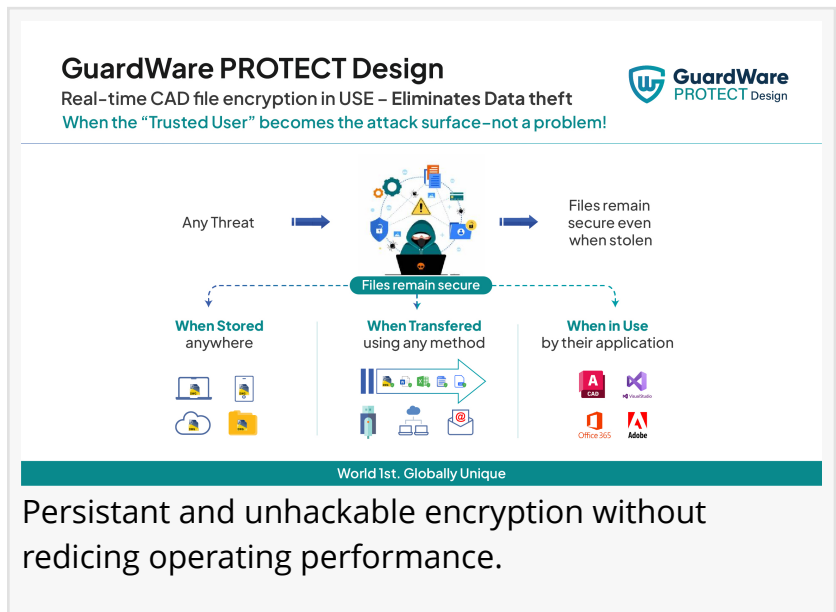 GuardWare PROTECT Design
Real-time CAD file encryption in USE – Eliminates Data theft
When the “Trusted User” becomes the attack surface–not a problem!
GuardWare
PROTECT Design
Any Threat
Files remain
secure even
when stolen
Files remain secure
When Stored
anywhere
When Transfered
using any method
When in Use
by their application
A
CAD
VisualStudio
Office 365
Adobe
World 1st. Globally Unique
Persistant and unhackable encryption without
redicing operating performance.